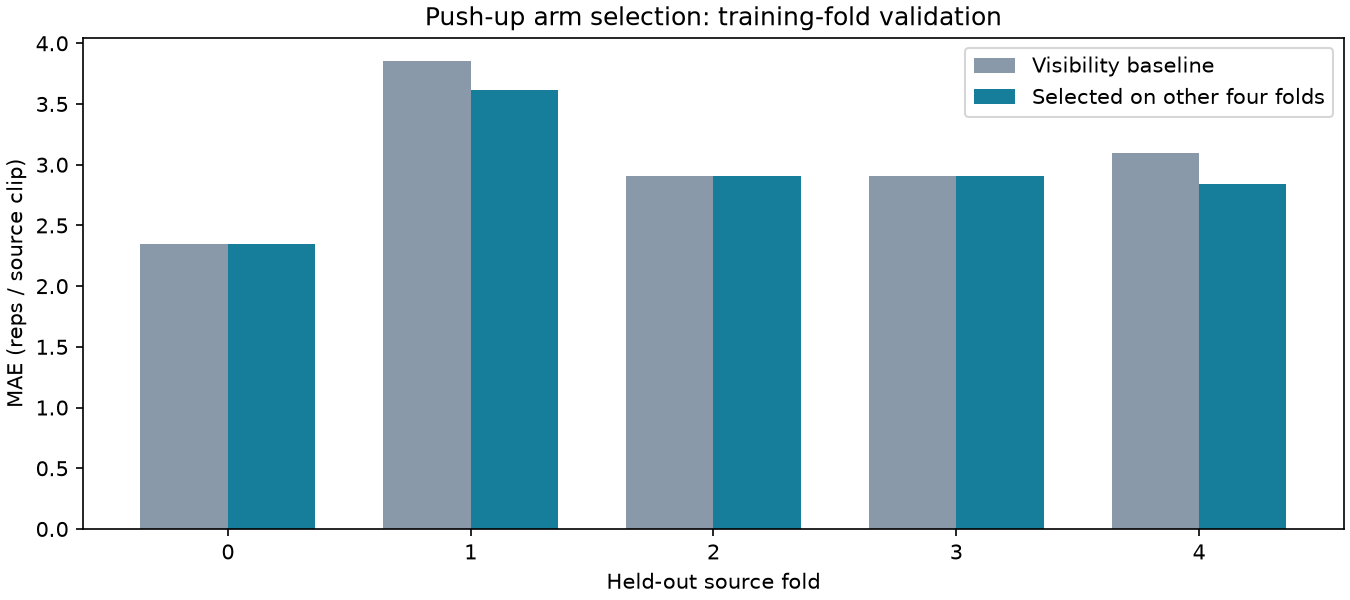 Push-up arm selection: training-fold validation
Visibility baseline
Selected on other four folds
MAE (reps / source clip)
4.0
3.5
3.0
2.5
2.0
1.5
1.0
0.5
0.0
0 1 2 3 4
Held-out source fold